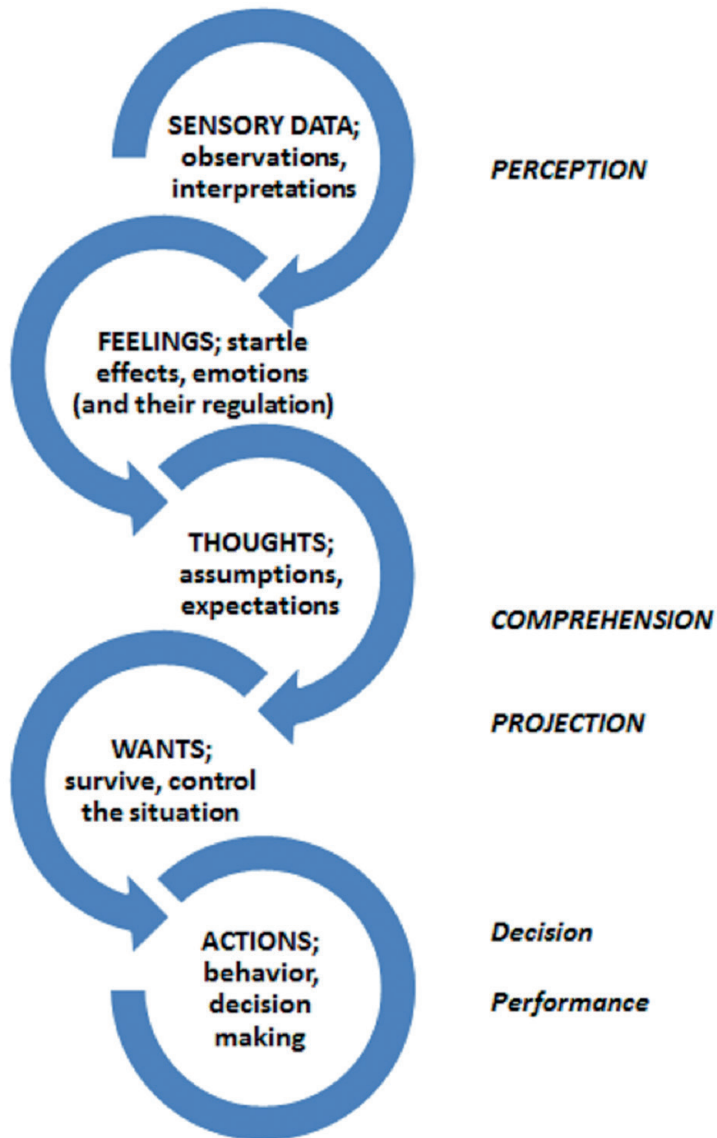 SENSORY DATA;
observations,
interpretations
PERCEPTION
FEELINGS; startle
effects, emotions
(and their regulation)
THOUGHTS;
assumptions,
expectations
COMPREHENSION
PROJECTION
WANTS;
survive, control
the situation
ACTIONS;
behavior,
decision
making
Decision
Performance